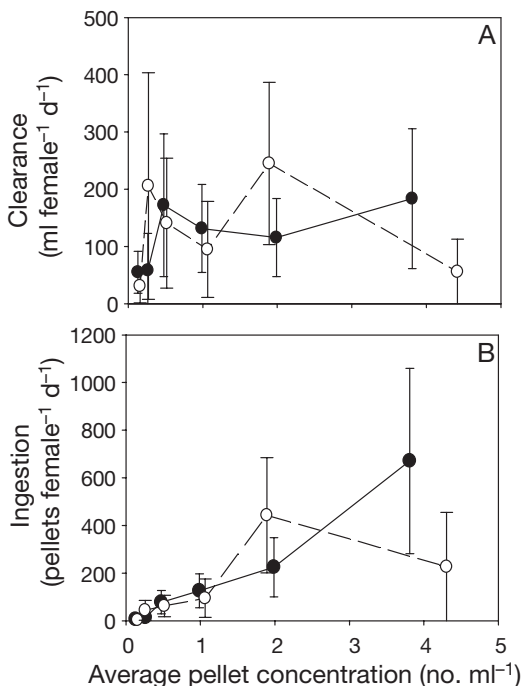 A
500
400
300
200
100
0
Clearance
(ml female⁻¹ d⁻¹)
B
1200
1000
800
600
400
200
0
Ingestion
(pellets female⁻¹ d⁻¹)
0 1 2 3 4 5
Average pellet concentration (no. ml⁻¹)